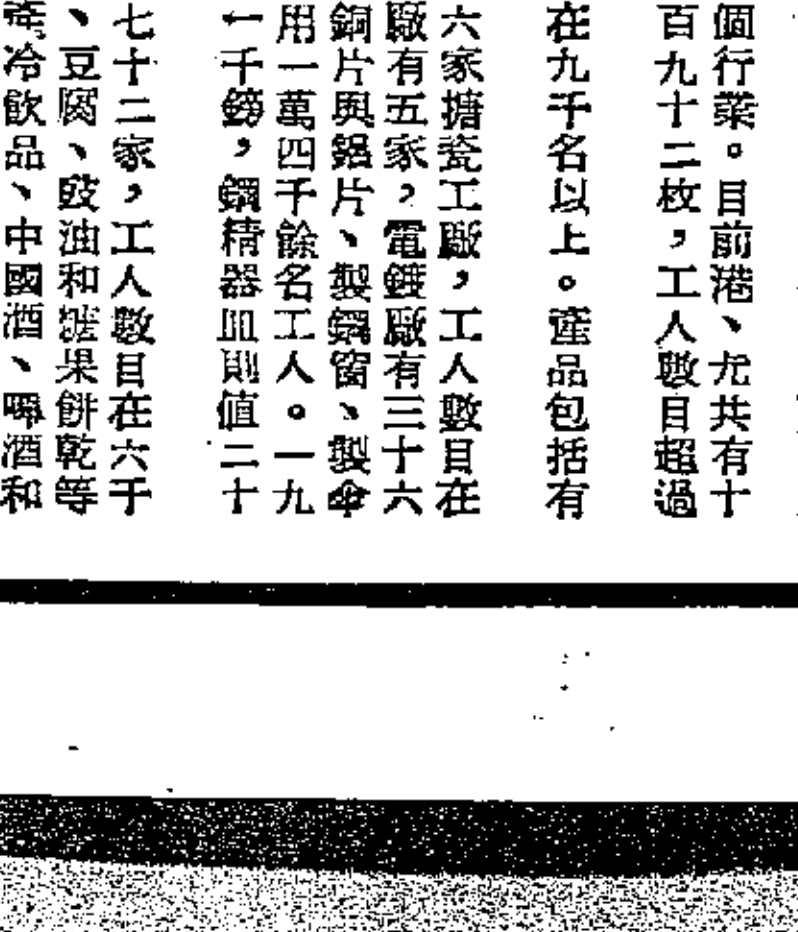 個行業。目前港、九共有十
百九十二枚，工人數目超過
在九千名以上。產品包括有
六家搪瓷工廠，工人數目在
廠有五家，電鍍廠有三十六
銅片與鋁片、製鋼窗、製傘
用一萬四千餘名工人。一九
一千鎊，鋼精器皿則值二十
七十二家，工人數目在六千
、豆腐、豉油和糖果餅乾等
產冷飲品、中國酒、啤酒和